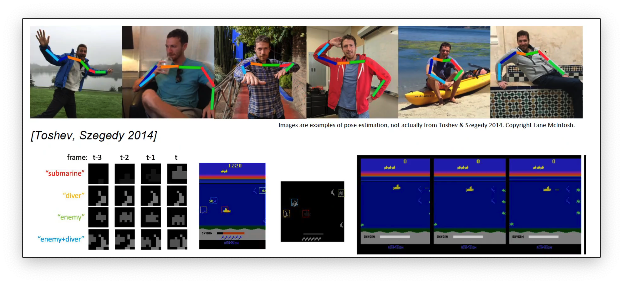 Images are examples of pose estimation, not actually from Toshev & Szegedy 2014. Copyright Lane McIntosh.
[Toshev, Szegedy 2014]
frame: t-3 t-2 t-1 t
"submarine"
"diver"
"enemy"
"enemy+diver"